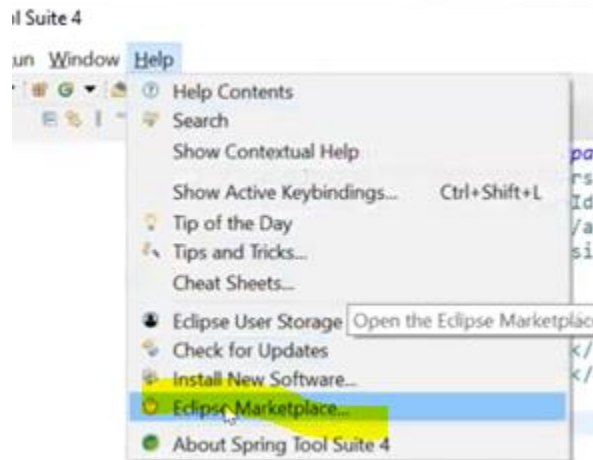 ol Suite 4
un Window Help
Help Contents
Search
Show Contextual Help
Show Active Keybindings... Ctrl+Shift+L
Tip of the Day
Tips and Tricks...
Cheat Sheets...
Eclipse User Storage
Open the Eclipse Marketplace
Check for Updates
Install New Software...
Eclipse Marketplace...
About Spring Tool Suite 4